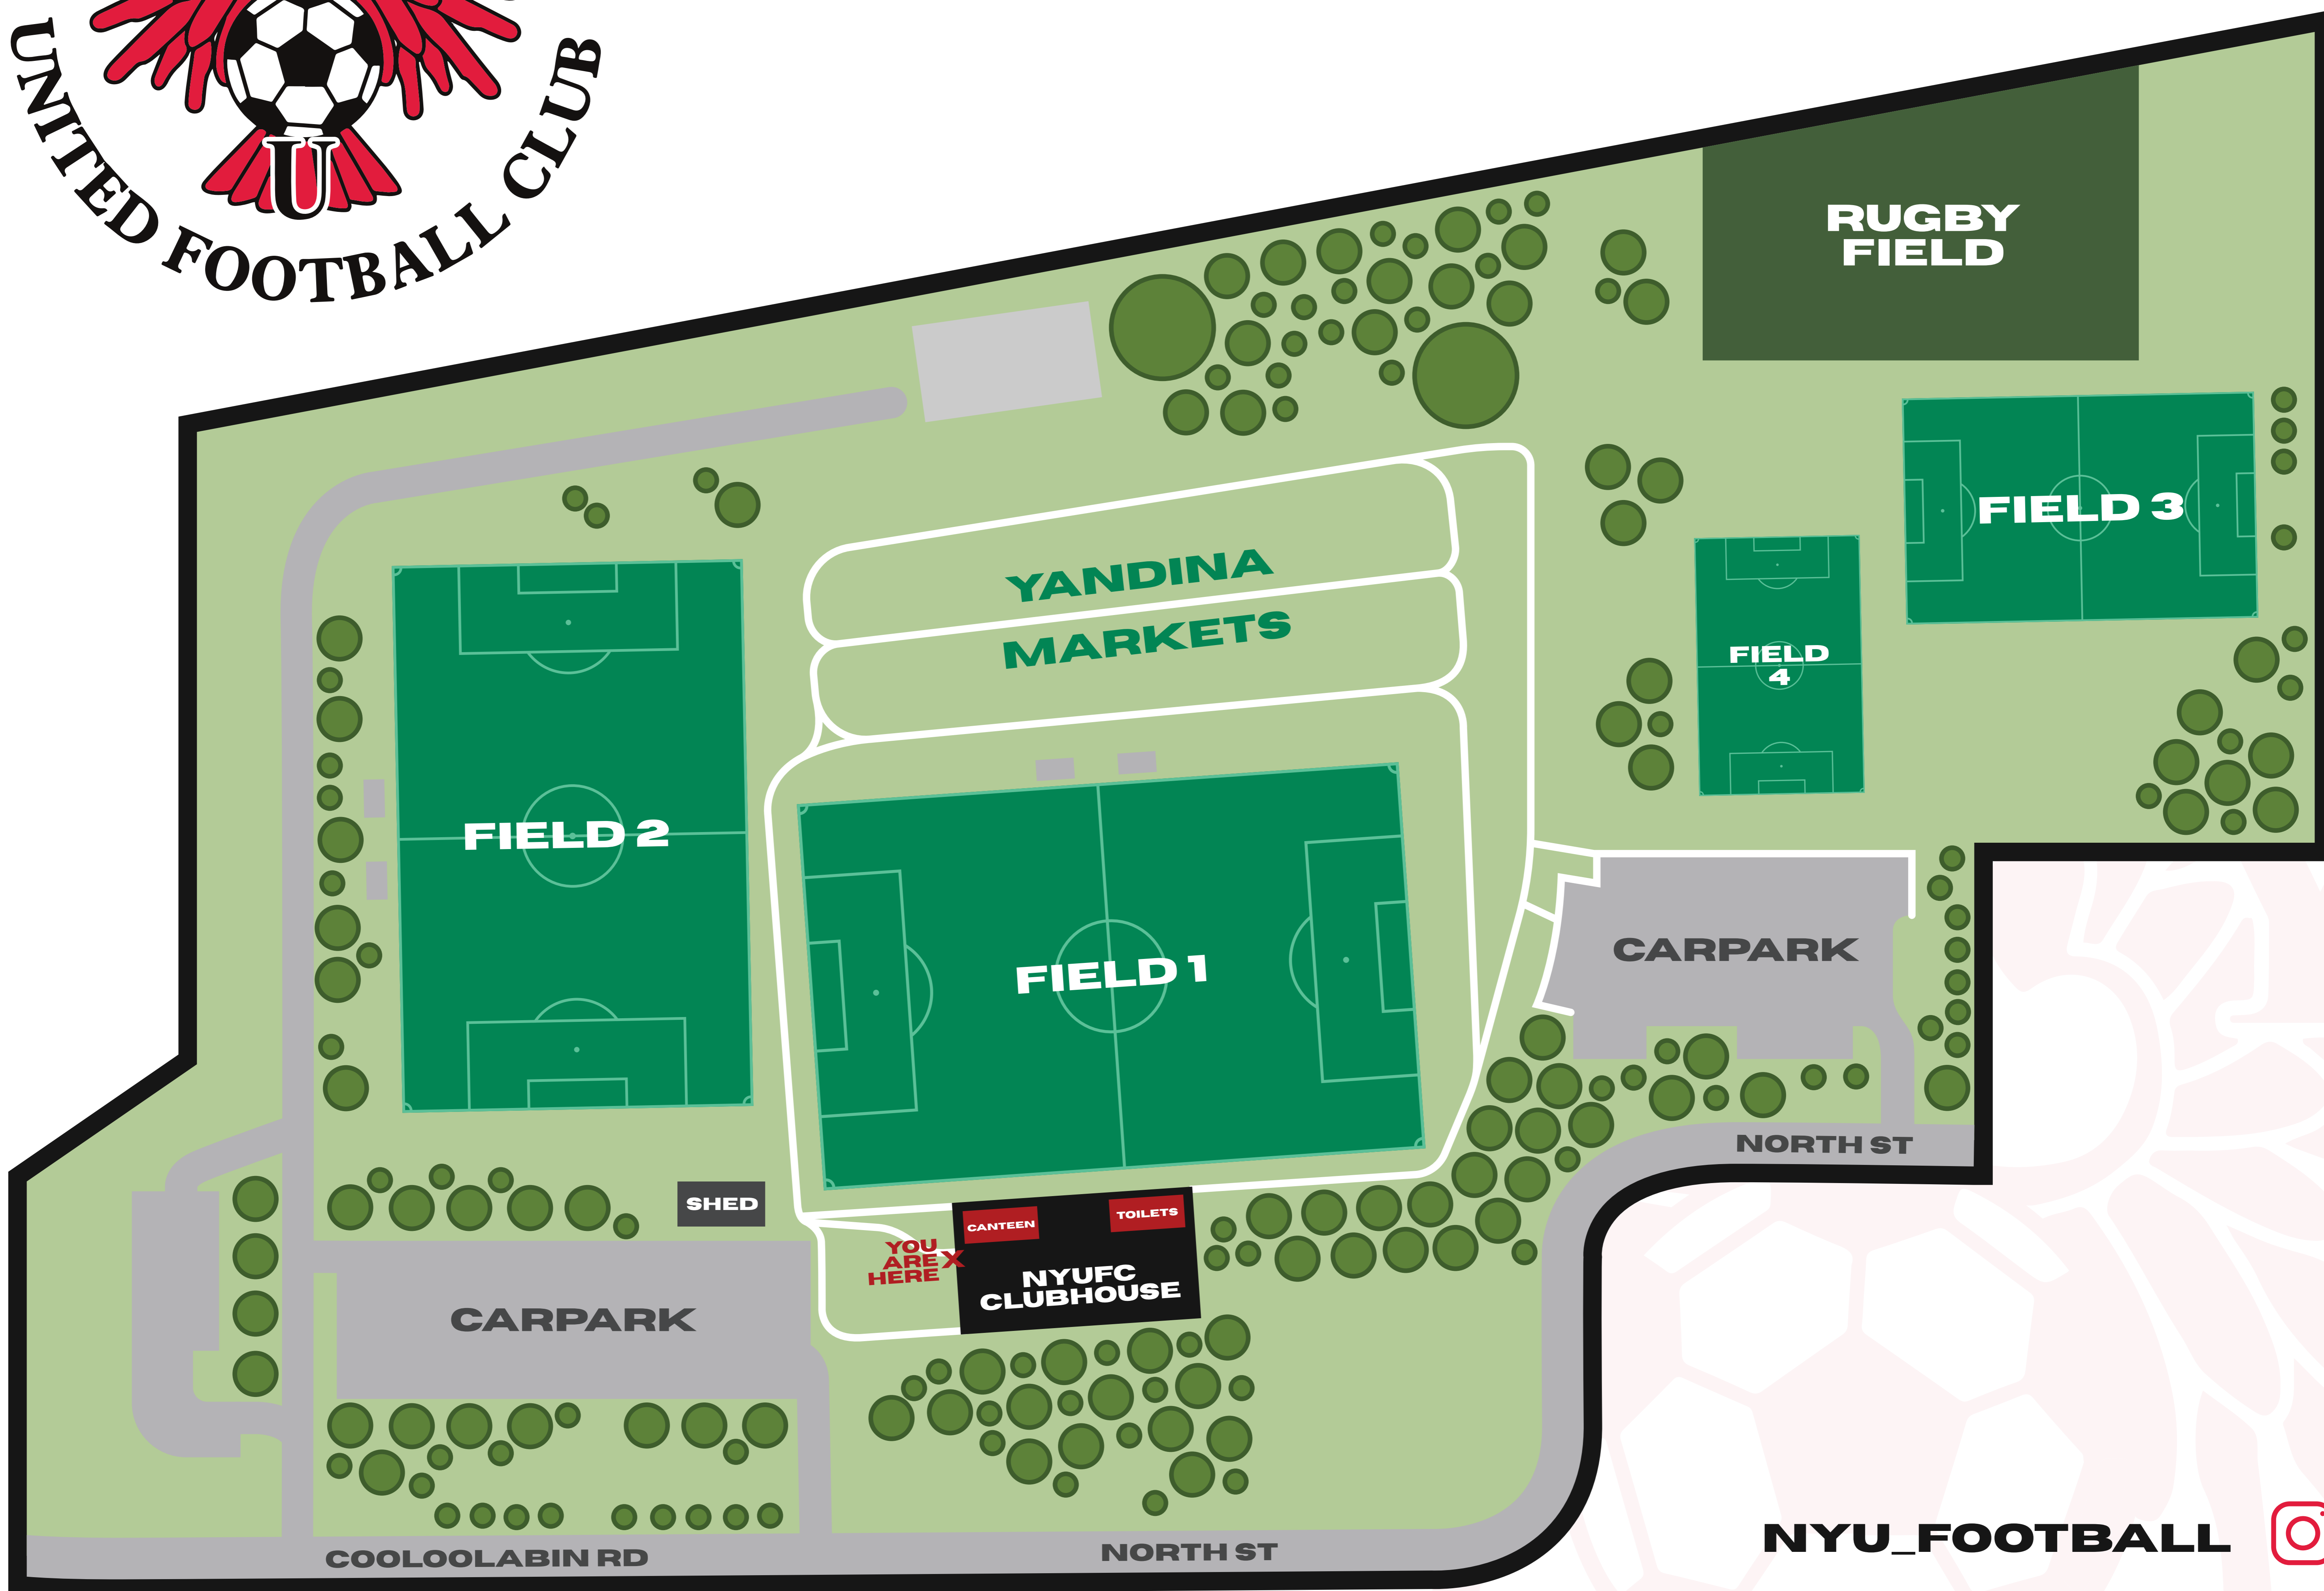 UNITED FOOTBALL CLUB
U
RUGBY
FIELD
FIELD 3
YANDINA
MARKETS
FIELD
4
FIELD 2
FIELD 1
CARPARK
NORTH ST
SHED
CANTEEN
TOILETS
YOU
ARE X
HERE
NYUFC
CLUBHOUSE
CARPARK
COOLOOLABIN RD
NORTH ST
NYU_FOOTBALL